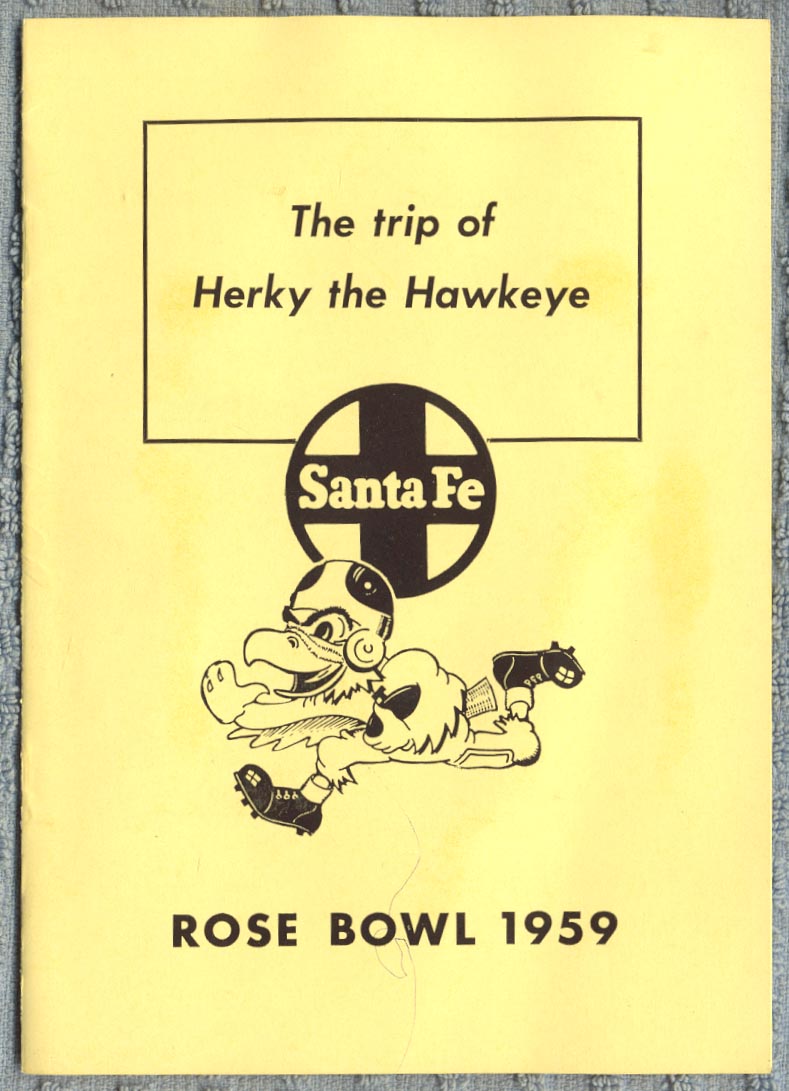 The trip of
Herky the Hawkeye
Santa Fe
ROSE BOWL 1959